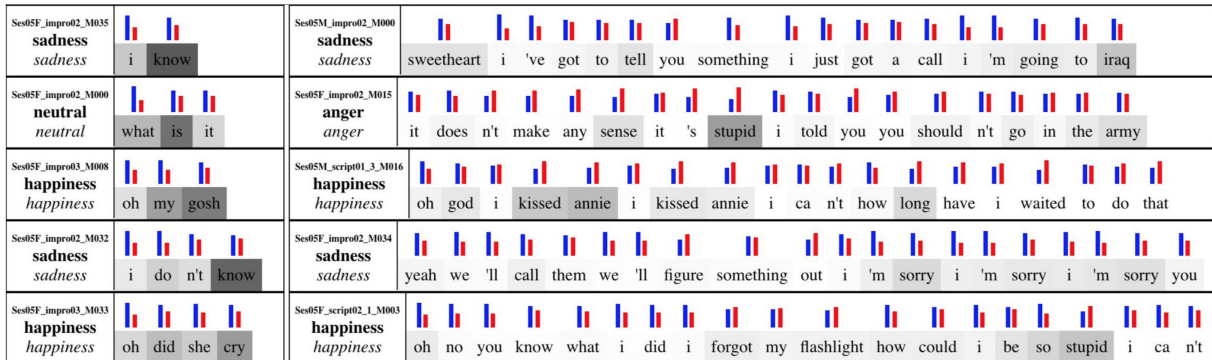 Ses05F_impro02_M035
sadness
sadness
i know
Ses05M_impro02_M000
sadness
sadness
sweetheart i 've got to tell you something i just got a call i 'm going to iraq
Ses05F_impro02_M000
neutral
neutral
what is it
Ses05F_impro02_M015
anger
anger
it does n't make any sense it 's stupid i told you you should n't go in the army
Ses05F_impro03_M008
happiness
happiness
oh my gosh
Ses05M_script01_3_M016
happiness
happiness
oh god i kissed annie i kissed annie i ca n't how long have i waited to do that
Ses05F_impro02_M032
sadness
sadness
i do n't know
Ses05F_impro02_M034
sadness
sadness
yeah we 'll call them we 'll figure something out i 'm sorry i 'm sorry i 'm sorry you
Ses05F_impro03_M033
happiness
happiness
oh did she cry
Ses05F_script02_1_M003
happiness
happiness
oh no you know what i did i forgot my flashlight how could i be so stupid i ca n't